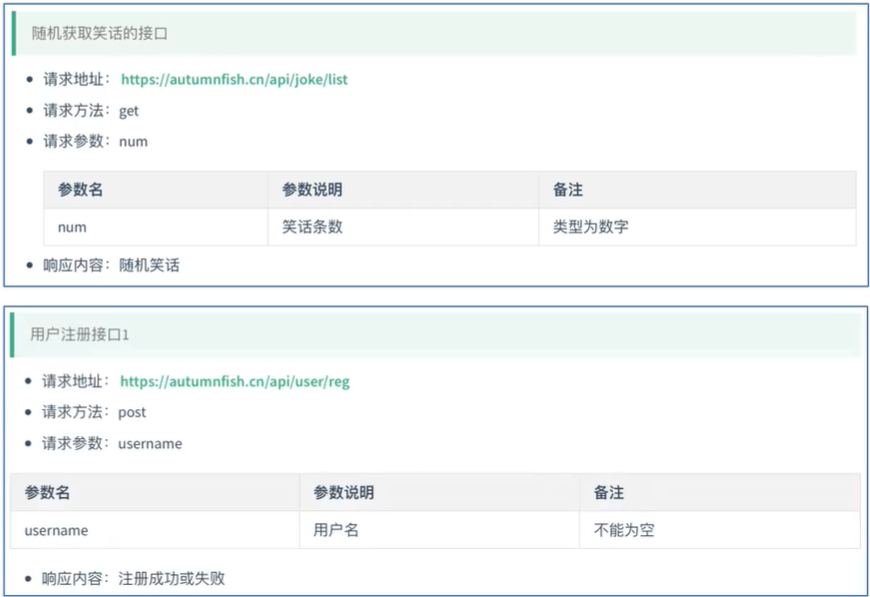 随机获取笑话的接口
请求地址：https://autumnfish.cn/api/joke/list
请求方法：get
请求参数：num
参数名 参数说明 备注
num 笑话条数 类型为数字
响应内容：随机笑话
用户注册接口1
请求地址：https://autumnfish.cn/api/user/reg
请求方法：post
请求参数：username
参数名 参数说明 备注
username 用户名 不能为空
响应内容：注册成功或失败